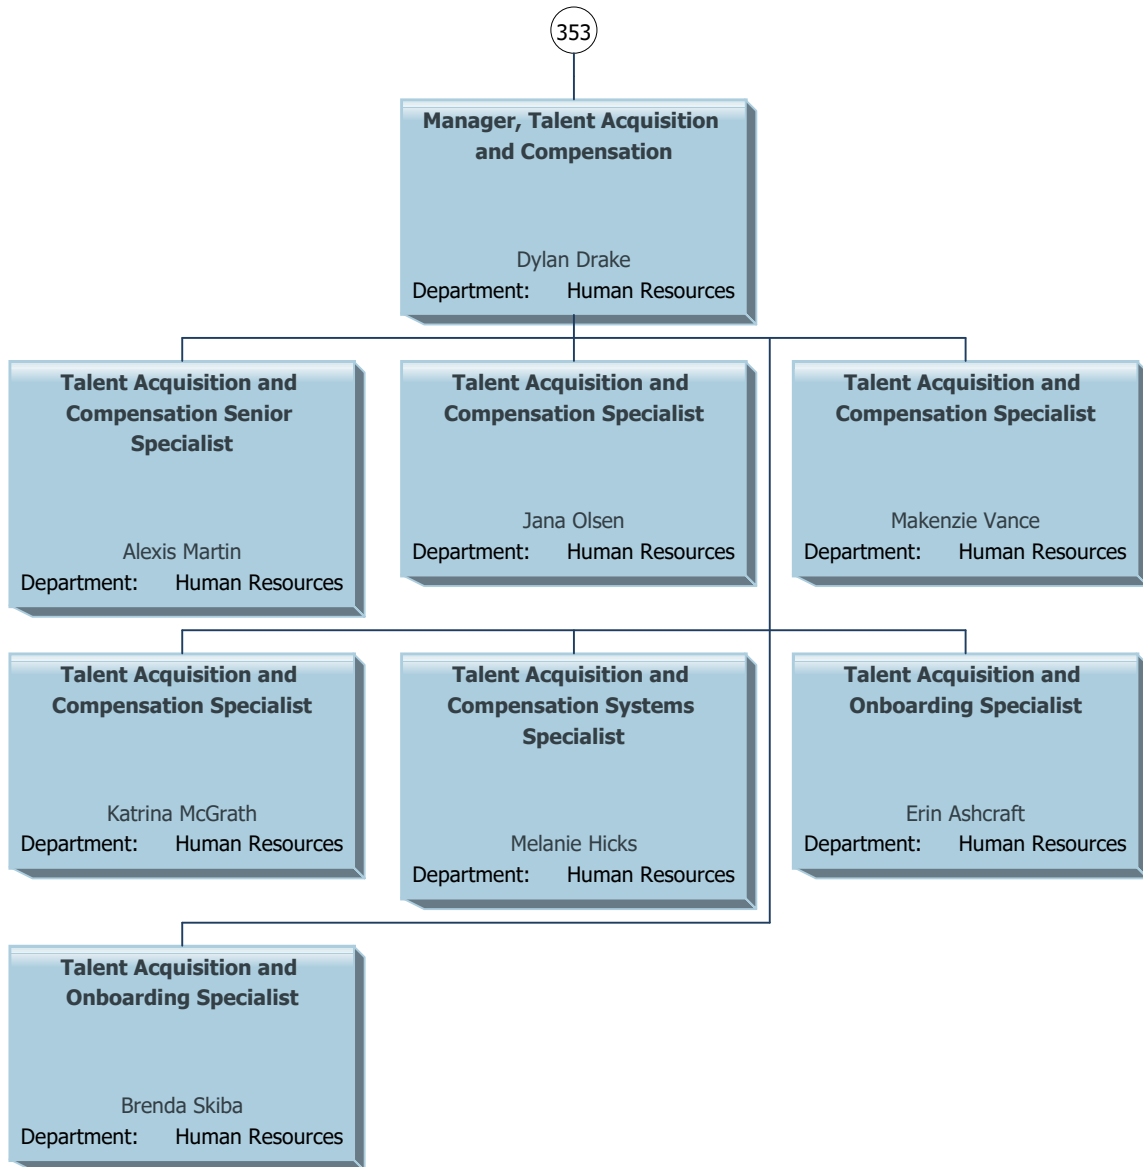 353
Manager, Talent Acquisition
and Compensation
Dylan Drake
Department: Human Resources
Talent Acquisition and
Compensation Senior
Specialist
Alexis Martin
Department: Human Resources
Talent Acquisition and
Compensation Specialist
Jana Olsen
Department: Human Resources
Talent Acquisition and
Compensation Specialist
Makenzie Vance
Department: Human Resources
Talent Acquisition and
Compensation Specialist
Katrina McGrath
Department: Human Resources
Talent Acquisition and
Compensation Systems
Specialist
Melanie Hicks
Department: Human Resources
Talent Acquisition and
Onboarding Specialist
Erin Ashcraft
Department: Human Resources
Talent Acquisition and
Onboarding Specialist
Brenda Skiba
Department: Human Resources